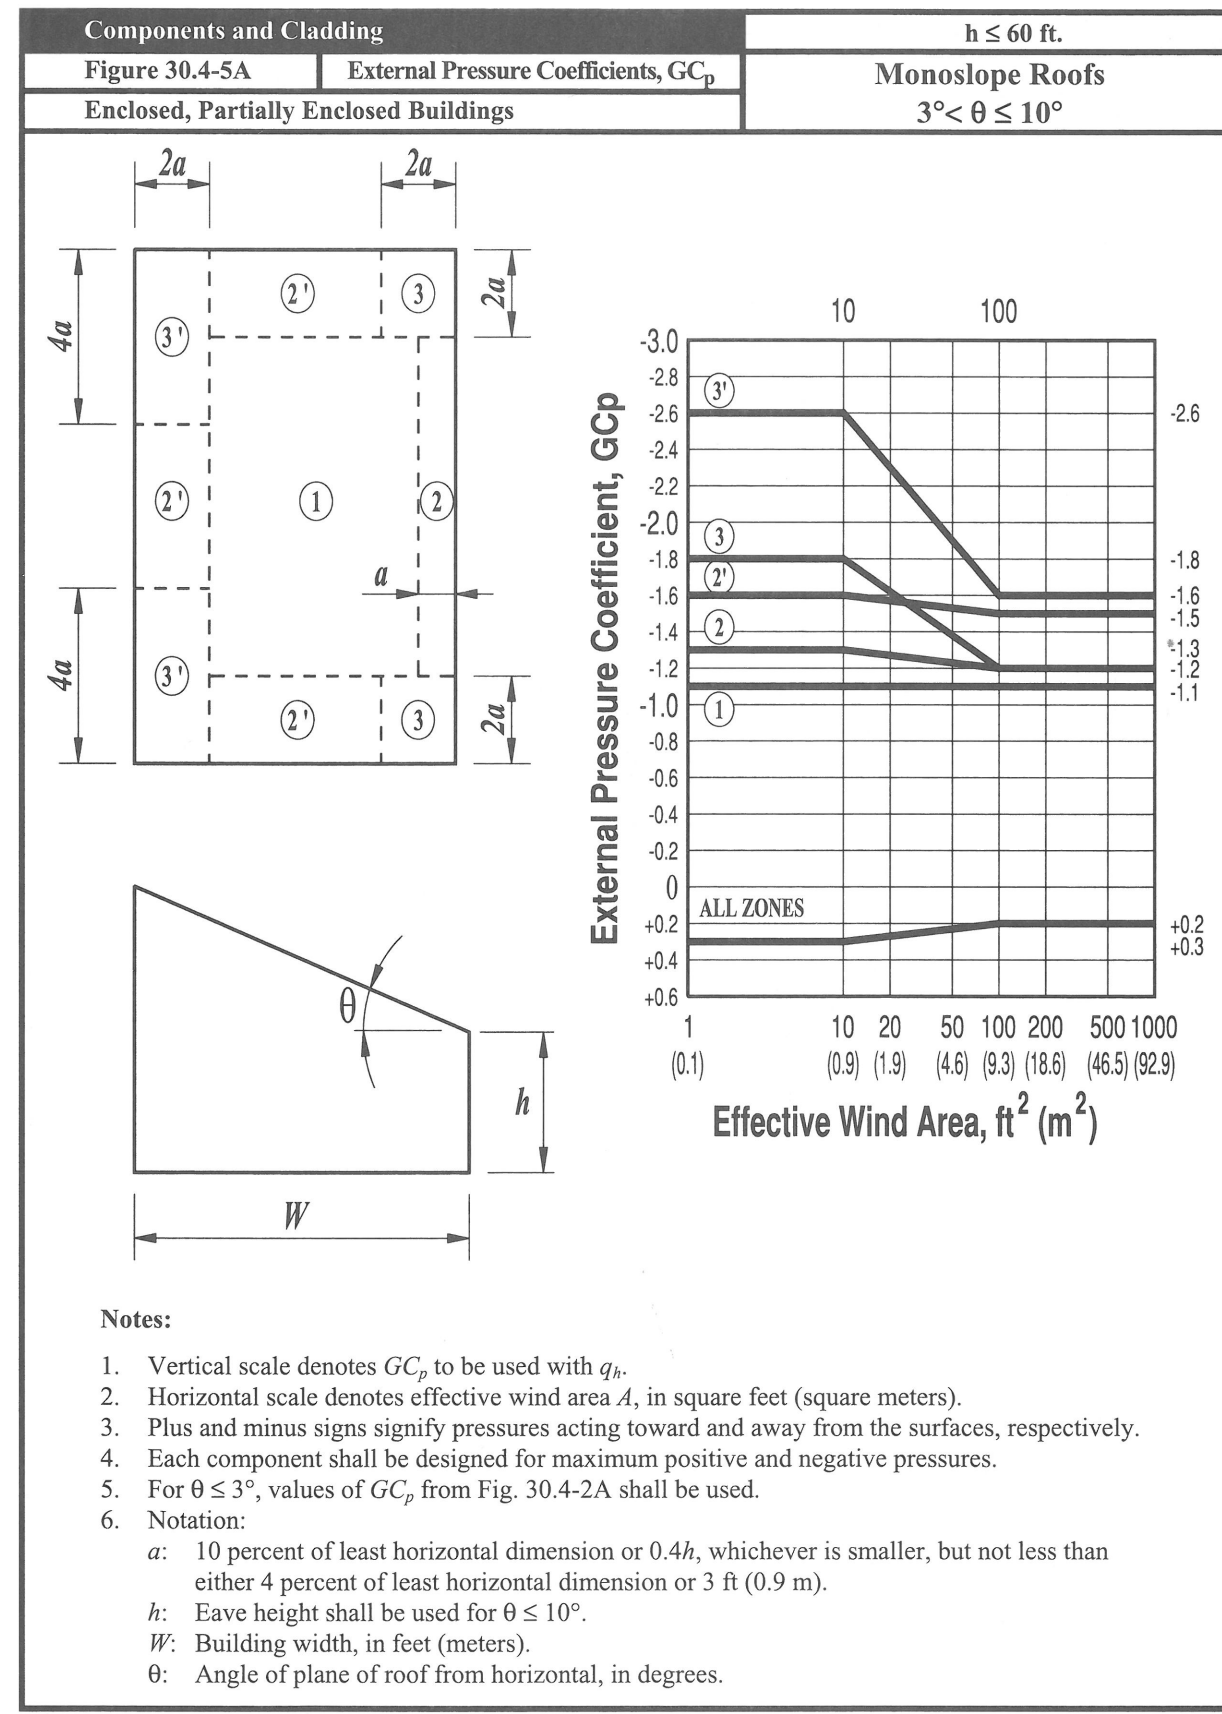 Components and Cladding
h ≤ 60 ft.
Figure 30.4-5A
External Pressure Coefficients, GCp
Monoslope Roofs
Enclosed, Partially Enclosed Buildings
3°< θ ≤ 10°
2a
2a
4a
3'
2'
3
2a
2'
1
2
a
4a
3'
2'
3
2a
θ
h
W
10 100
External Pressure Coefficient, GCp
-3.0
-2.8
-2.6
-2.4
-2.2
-2.0
-1.8
-1.6
-1.4
-1.2
-1.0
-0.8
-0.6
-0.4
-0.2
0
+0.2
+0.4
+0.6
3'
3
2'
2
1
ALL ZONES
-2.6
-1.8
-1.6
-1.5
-1.3
-1.2
-1.1
+0.2
+0.3
1 10 20 50 100 200 500 1000
(0.1) (0.9) (1.9) (4.6) (9.3) (18.6) (46.5) (92.9)
Effective Wind Area, ft² (m²)
Notes:
1. Vertical scale denotes GCp to be used with qh.
2. Horizontal scale denotes effective wind area A, in square feet (square meters).
3. Plus and minus signs signify pressures acting toward and away from the surfaces, respectively.
4. Each component shall be designed for maximum positive and negative pressures.
5. For θ ≤ 3°, values of GCp from Fig. 30.4-2A shall be used.
6. Notation:
a: 10 percent of least horizontal dimension or 0.4h, whichever is smaller, but not less than
either 4 percent of least horizontal dimension or 3 ft (0.9 m).
h: Eave height shall be used for θ ≤ 10°.
W: Building width, in feet (meters).
θ: Angle of plane of roof from horizontal, in degrees.